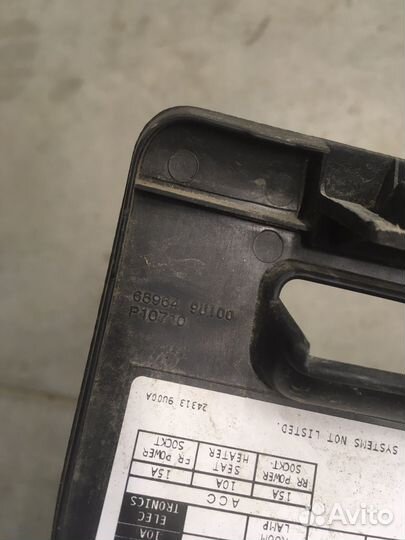 68964 9U100
P10710
10A
ELEC
TRONICS
LAMP
ACC
15A 10A 15A
RR POWER SOCKT
SEAT HEATER
FR POWER SOCKT
SYSTEMS NOT LISTED.
24313 9U00A
Avito